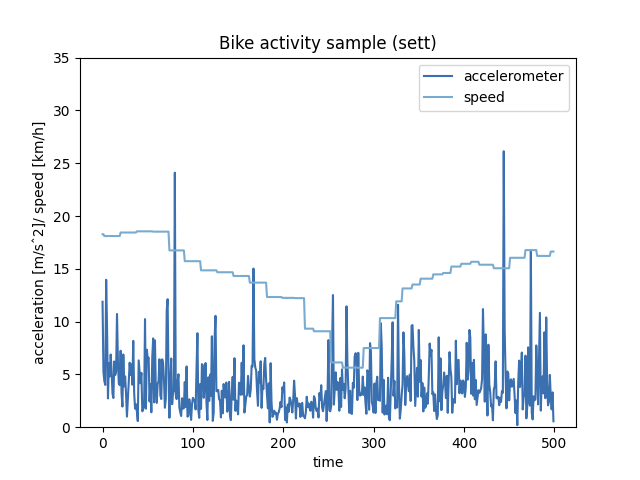 Bike activity sample (sett)
accelerometer
speed
acceleration [m/s^2]/ speed [km/h]
35
30
25
20
15
10
5
0
0 100 200 300 400 500
time